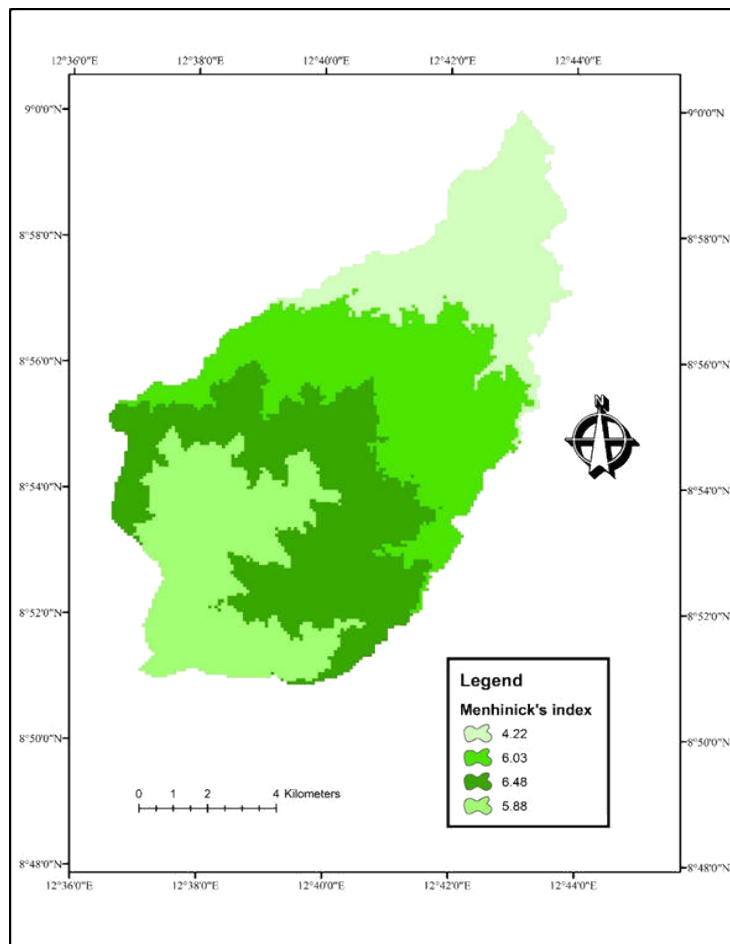 12°36'0"E 12°38'0"E 12°40'0"E 12°42'0"E 12°44'0"E
9°0'0"N 9°0'0"N
8°58'0"N 8°58'0"N
8°56'0"N 8°56'0"N
N
8°54'0"N 8°54'0"N
8°52'0"N 8°52'0"N
Legend
Menhinick's index
4.22
6.03
6.48
5.88
8°50'0"N 8°50'0"N
0 1 2 4 Kilometers
8°48'0"N 8°48'0"N
12°36'0"E 12°38'0"E 12°40'0"E 12°42'0"E 12°44'0"E